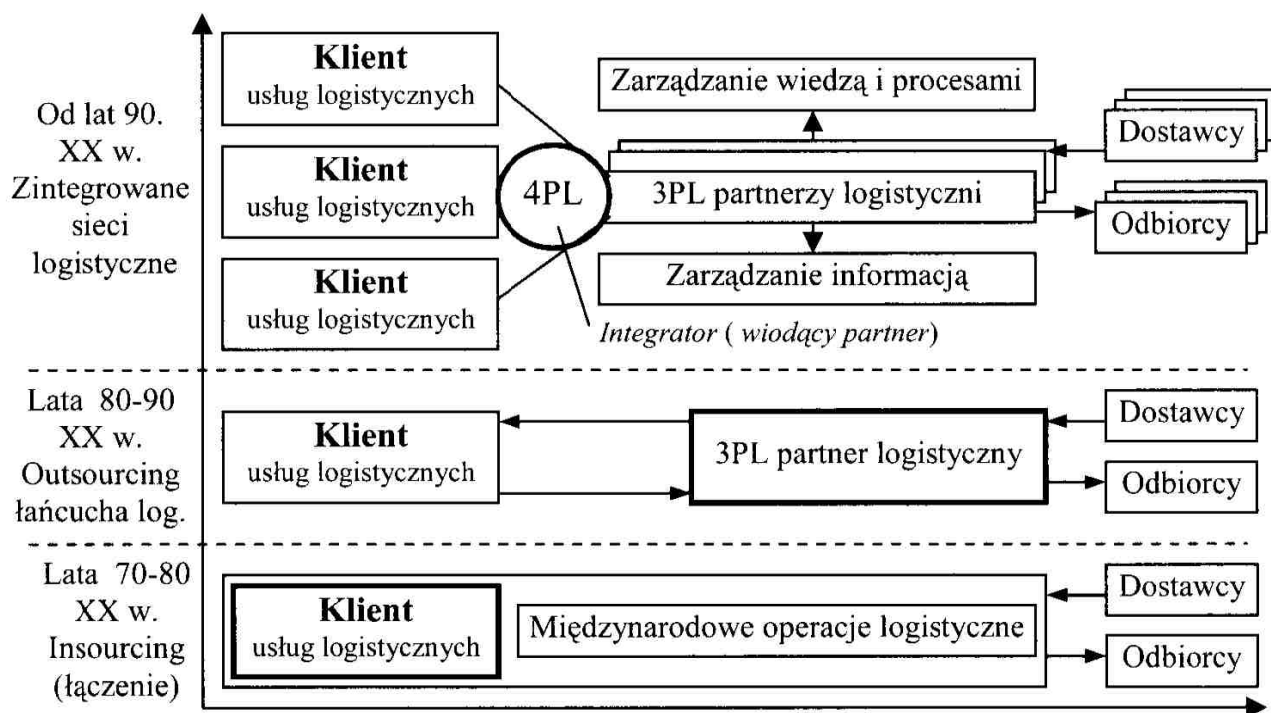 Od lat 90.
XX w.
Zintegrowane
sieci
logistyczne
Klient
usług logistycznych
Klient
usług logistycznych
Klient
usług logistycznych
4PL
Zarządzanie wiedzą i procesami
3PL partnerzy logistyczni
Zarządzanie informacją
Integrator ( wiodący partner)
Dostawcy
Odbiorcy
Lata 80-90
XX w.
Outsourcing
łańcucha log.
Klient
usług logistycznych
3PL partner logistyczny
Dostawcy
Odbiorcy
Lata 70-80
XX w.
Insourcing
(łączenie)
Klient
usług logistycznych
Międzynarodowe operacje logistyczne
Dostawcy
Odbiorcy